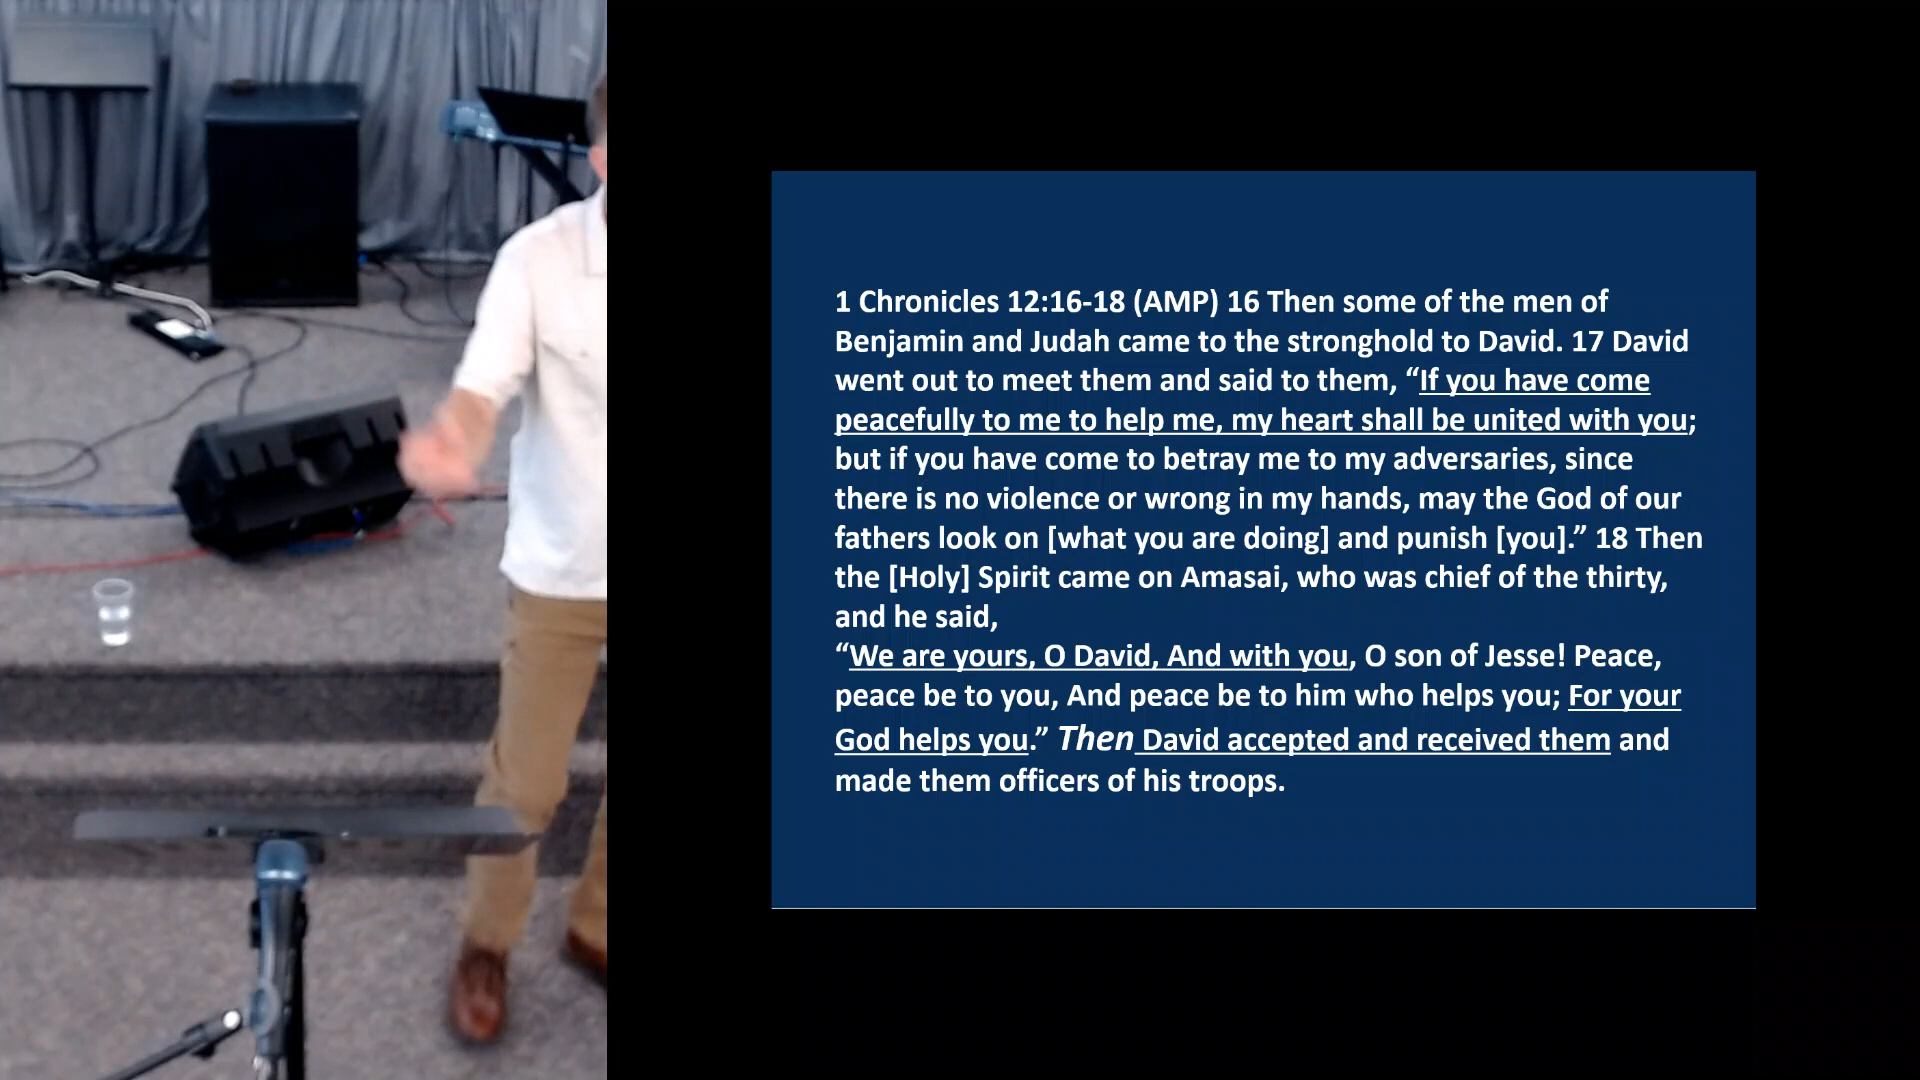 1 Chronicles 12:16-18 (AMP) 16 Then some of the men of
Benjamin and Judah came to the stronghold to David. 17 David
went out to meet them and said to them, “If you have come
peacefully to me to help me, my heart shall be united with you;
but if you have come to betray me to my adversaries, since
there is no violence or wrong in my hands, may the God of our
fathers look on [what you are doing] and punish [you].” 18 Then
the [Holy] Spirit came on Amasai, who was chief of the thirty,
and he said,
“We are yours, O David, And with you, O son of Jesse! Peace,
peace be to you, And peace be to him who helps you; For your
God helps you.” Then David accepted and received them and
made them officers of his troops.